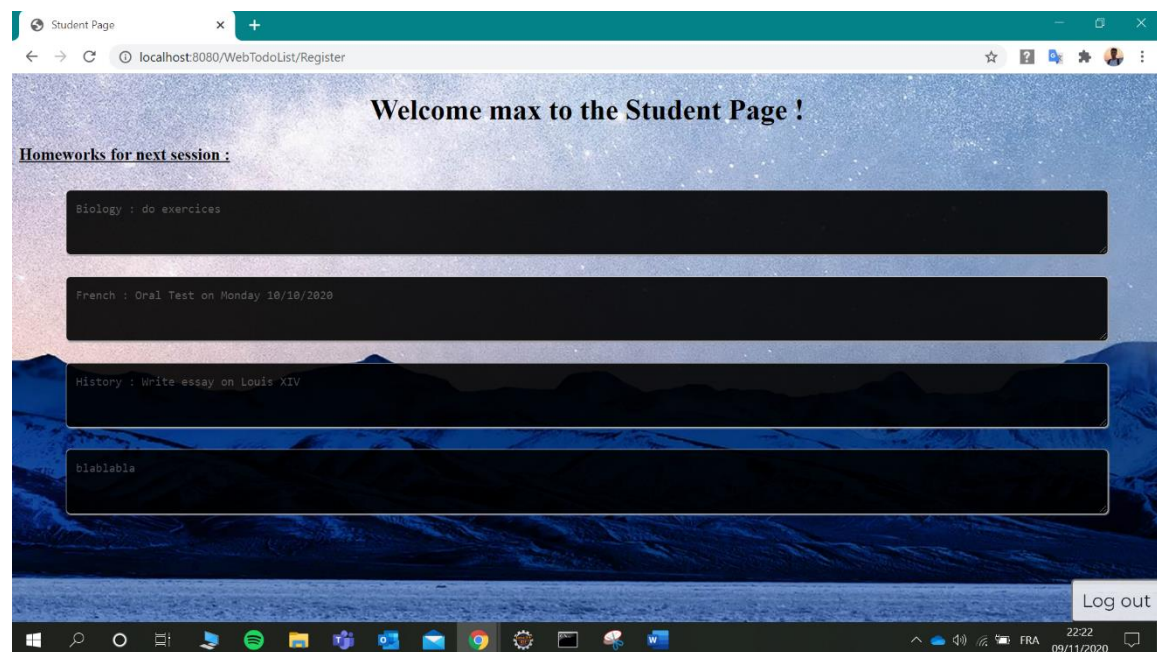 Student Page
localhost:8080/WebTodoList/Register
Welcome max to the Student Page !
Homeworks for next session :
Biology : do exercices
French : Oral Test on Monday 10/10/2020
History : Write essay on Louis XIV
blablabla
Log out
FRA
22:22
09/11/2020